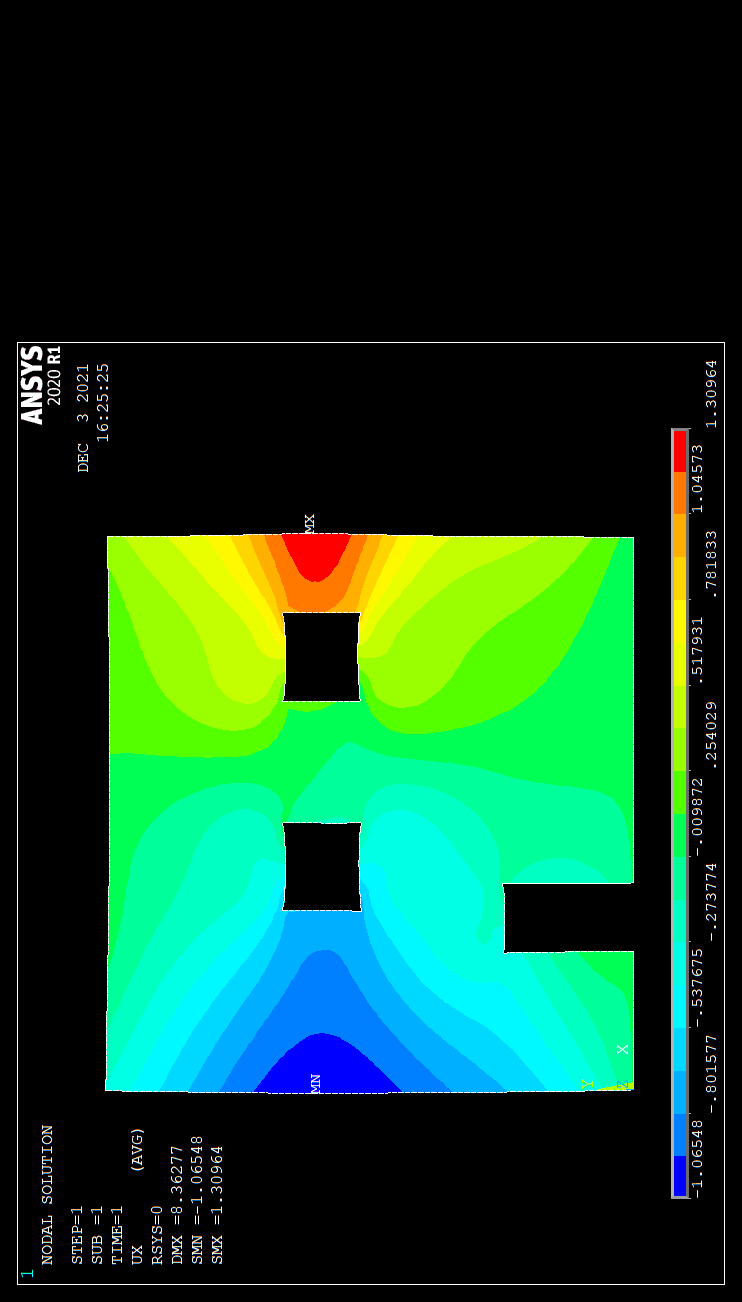 1
NODAL SOLUTION
STEP=1
SUB =1
TIME=1
UX (AVG)
RSYS=0
DMX =8.36277
SMN =-1.06548
SMX =1.30964
ANSYS
2020 R1
DEC 3 2021
16:25:25
MN
MX
Y
Z X
-1.06548 -.801577 -.537675 -.273774 -.009872 .254029 .517931 .781833 1.04573 1.30964